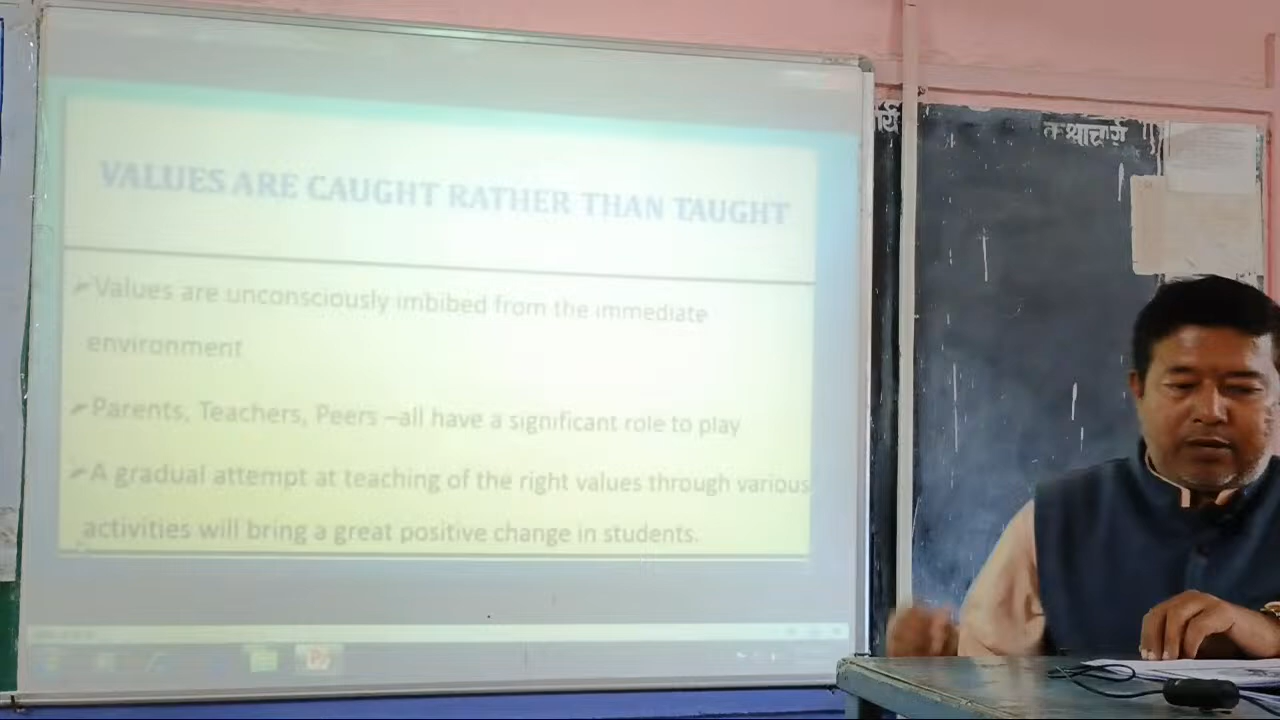 VALUES ARE CAUGHT RATHER THAN TAUGHT
Values are unconsciously imbibed from the immediate
environment
Parents, Teachers, Peers –all have a significant role to play
A gradual attempt at teaching of the right values through various
activities will bring a great positive change in students.